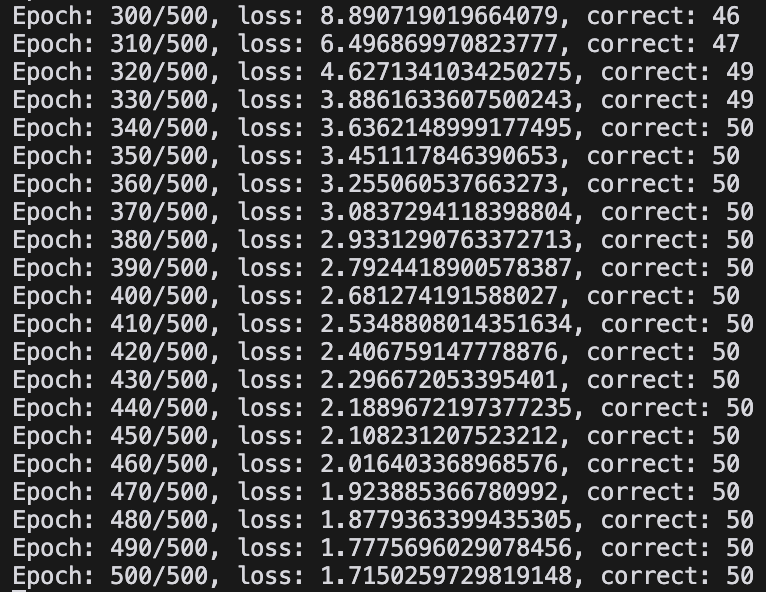 Epoch: 300/500, loss: 8.890719019664079, correct: 46
Epoch: 310/500, loss: 6.496869970823777, correct: 47
Epoch: 320/500, loss: 4.6271341034250275, correct: 49
Epoch: 330/500, loss: 3.8861633607500243, correct: 49
Epoch: 340/500, loss: 3.6362148999177495, correct: 50
Epoch: 350/500, loss: 3.451117846390653, correct: 50
Epoch: 360/500, loss: 3.255060537663273, correct: 50
Epoch: 370/500, loss: 3.0837294118398804, correct: 50
Epoch: 380/500, loss: 2.9331290763372713, correct: 50
Epoch: 390/500, loss: 2.7924418900578387, correct: 50
Epoch: 400/500, loss: 2.681274191588027, correct: 50
Epoch: 410/500, loss: 2.5348808014351634, correct: 50
Epoch: 420/500, loss: 2.406759147778876, correct: 50
Epoch: 430/500, loss: 2.296672053395401, correct: 50
Epoch: 440/500, loss: 2.1889672197377235, correct: 50
Epoch: 450/500, loss: 2.108231207523212, correct: 50
Epoch: 460/500, loss: 2.016403368968576, correct: 50
Epoch: 470/500, loss: 1.923885366780992, correct: 50
Epoch: 480/500, loss: 1.8779363399435305, correct: 50
Epoch: 490/500, loss: 1.7775696029078456, correct: 50
Epoch: 500/500, loss: 1.7150259729819148, correct: 50